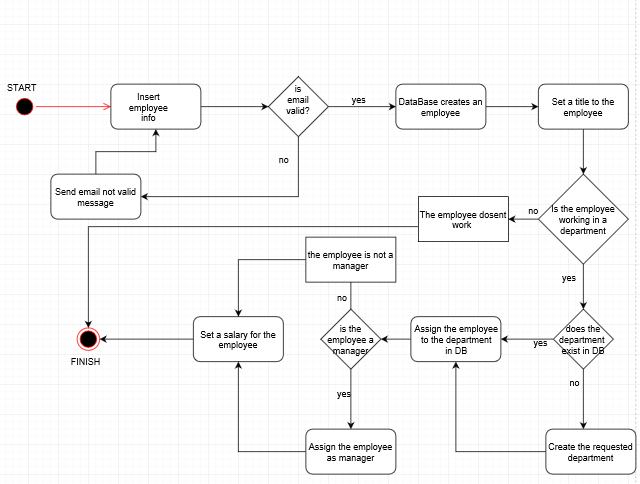 START
Insert
employee
info
is
email
valid?
yes
DataBase creates an
employee
Set a title to the
employee
no
Send email not valid
message
The employee dosent
work
no
Is the employee
working in a
department
yes
the employee is not a
manager
no
Set a salary for the
employee
is the
employee a
manager
Assign the employee
to the department
in DB
yes
does the
department
exist in DB
FINISH
yes
no
Assign the employee
as manager
Create the requested
department